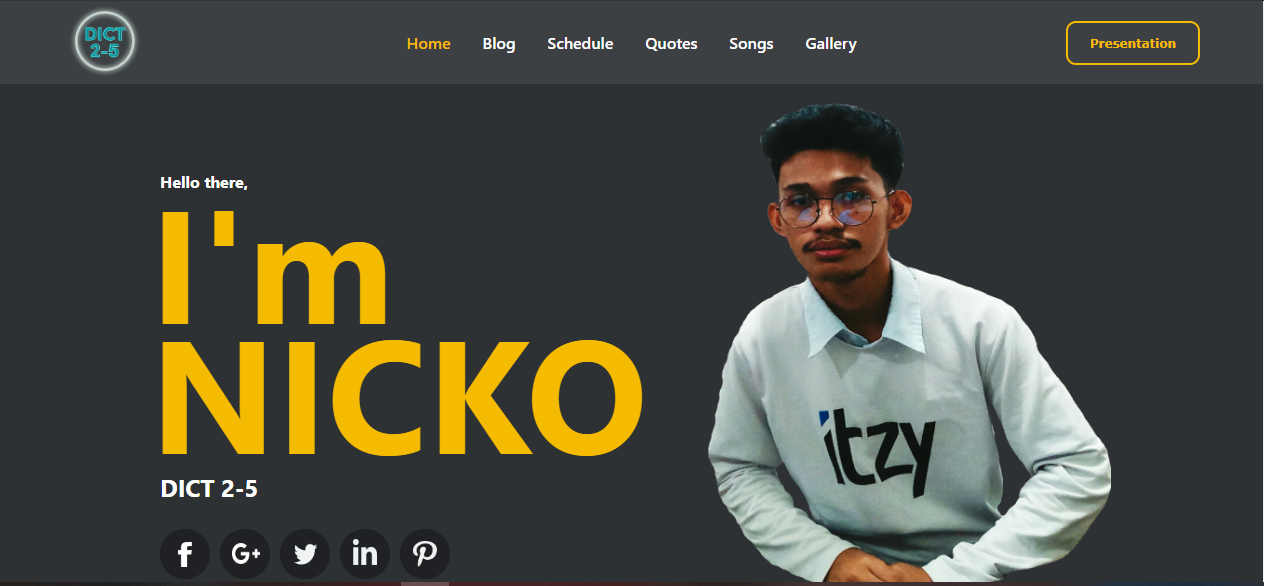 DICT
2-5
Home Blog Schedule Quotes Songs Gallery
Presentation
Hello there,
I'm
NICKO
DICT 2-5
itzy
f G+ in